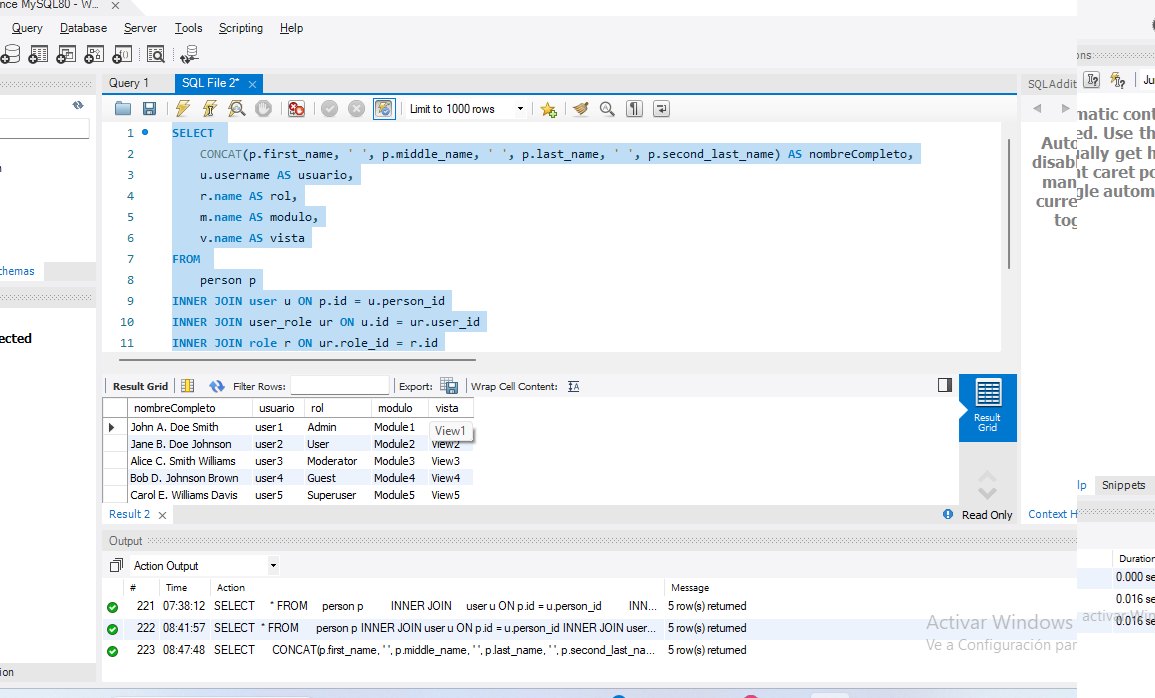 nce MySQL80 - W...
Query Database Server Tools Scripting Help
Query 1 SQL File 2*
SQLAddit
Limit to 1000 rows
1 SELECT
2 CONCAT(p.first_name, ' ', p.middle_name, ' ', p.last_name, ' ', p.second_last_name) AS nombreCompleto,
3 u.username AS usuario,
4 r.name AS rol,
5 m.name AS modulo,
6 v.name AS vista
7 FROM
8 person p
9 INNER JOIN user u ON p.id = u.person_id
10 INNER JOIN user_role ur ON u.id = ur.user_id
11 INNER JOIN role r ON ur.role_id = r.id
ons
Ju
Auto
disab
man
curre
tog
matic cont
ed. Use th
ually get h
nt caret po
gle autom
chemas
ected
ion
Result Grid Filter Rows: Export: Wrap Cell Content:
nombreCompleto usuario rol modulo vista
John A. Doe Smith user1 Admin Module1 View1
Jane B. Doe Johnson user2 User Module2 View2
Alice C. Smith Williams user3 Moderator Module3 View3
Bob D. Johnson Brown user4 Guest Module4 View4
Carol E. Williams Davis user5 Superuser Module5 View5
Result
Grid
Result 2 Read Only
Context H
lp Snippets
Output
Action Output
# Time Action Message
Duration
221 07:38:12 SELECT * FROM person p INNER JOIN user u ON p.id = u.person_id INN... 5 row(s) returned
0.000 se
222 08:41:57 SELECT * FROM person p INNER JOIN user u ON p.id = u.person_id INNER JOIN user... 5 row(s) returned
0.016 se
223 08:47:48 SELECT CONCAT(p.first_name, ' ', p.middle_name, ' ', p.last_name, ' ', p.second_last_na... 5 row(s) returned
0.016 se
Activar Windows
Ve a Configuración par
activar Win